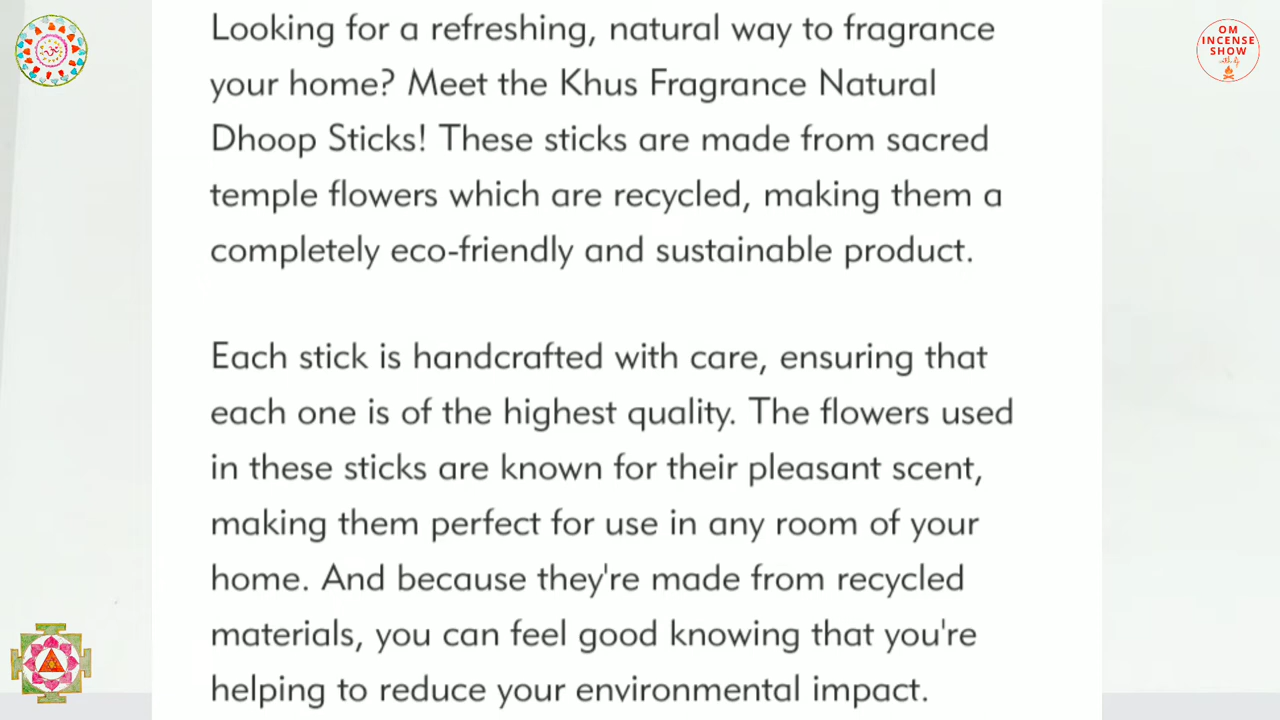 Looking for a refreshing, natural way to fragrance
your home? Meet the Khus Fragrance Natural
Dhoop Sticks! These sticks are made from sacred
temple flowers which are recycled, making them a
completely eco-friendly and sustainable product.
Each stick is handcrafted with care, ensuring that
each one is of the highest quality. The flowers used
in these sticks are known for their pleasant scent,
making them perfect for use in any room of your
home. And because they're made from recycled
materials, you can feel good knowing that you're
helping to reduce your environmental impact.
OM
INCENSE
SHOW